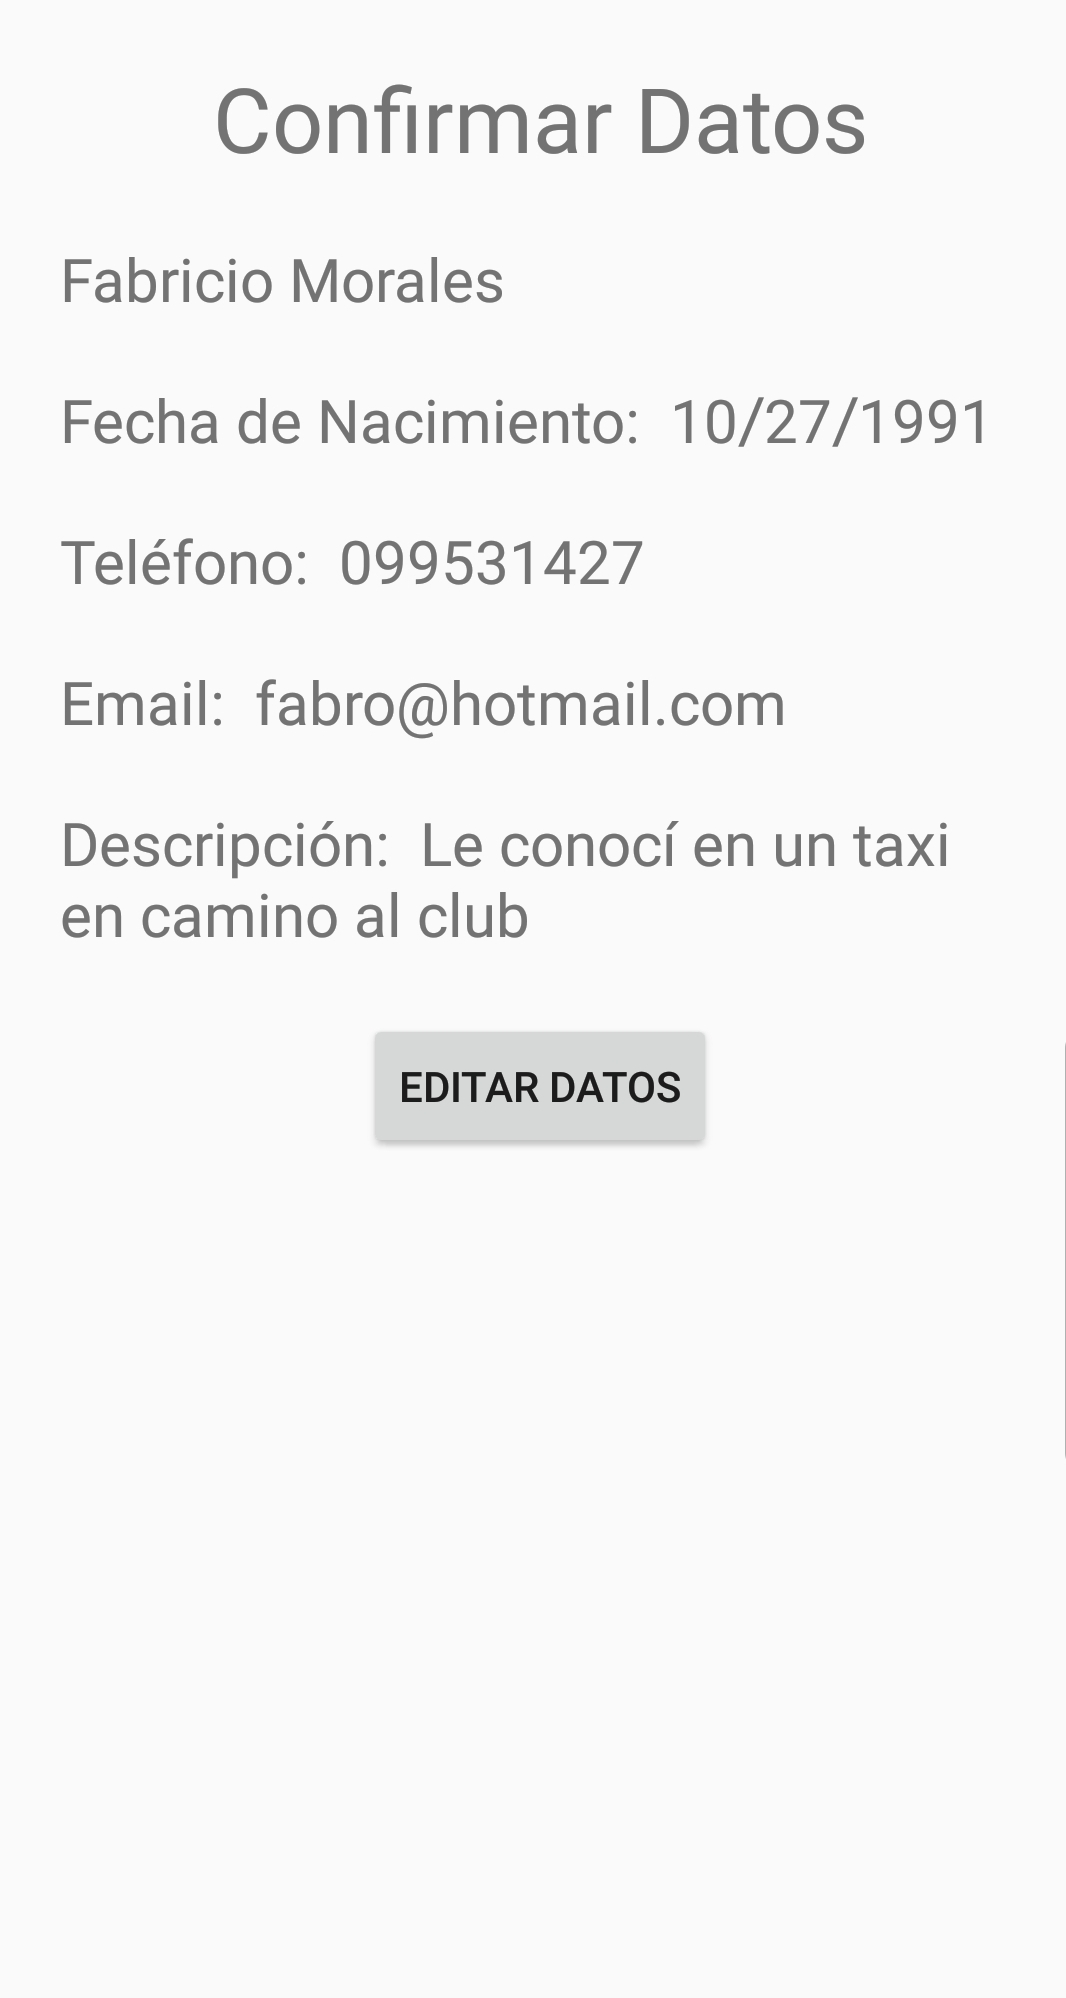 Confirmar Datos
Fabricio Morales
Fecha de Nacimiento:  10/27/1991
Teléfono:  099531427
Email:  fabro@hotmail.com
Descripción:  Le conocí en un taxi
en camino al club
EDITAR DATOS